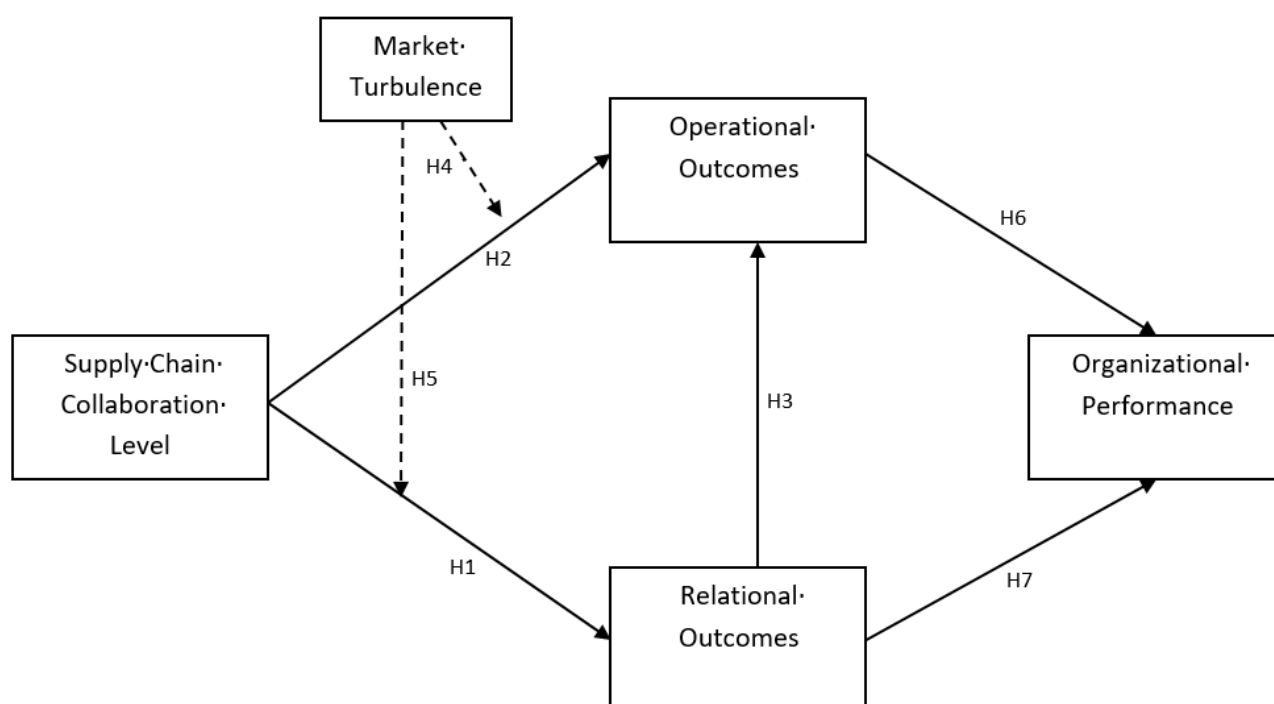 Market·
Turbulence
Operational·
Outcomes
H4
H6
H2
Supply·Chain·
Collaboration·
Level
H5
H3
Organizational·
Performance
H1
Relational·
Outcomes
H7